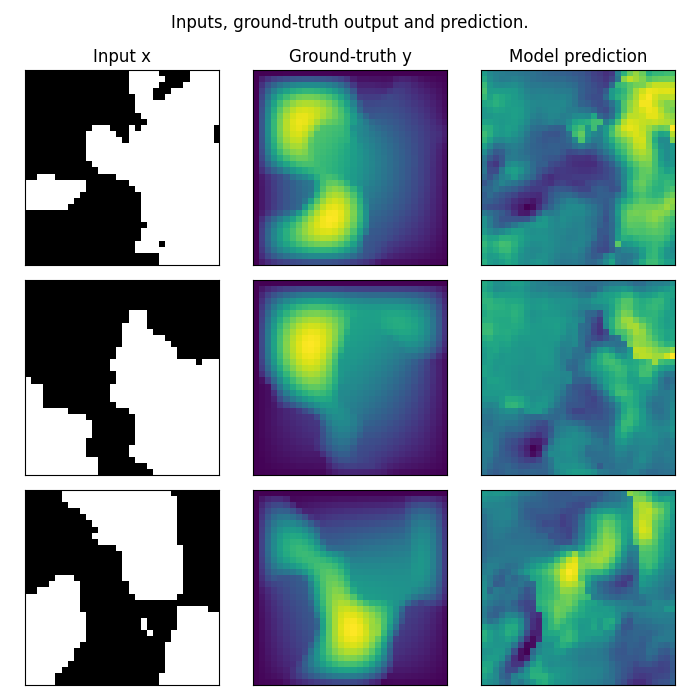 Inputs, ground-truth output and prediction.
Input x
Ground-truth y
Model prediction